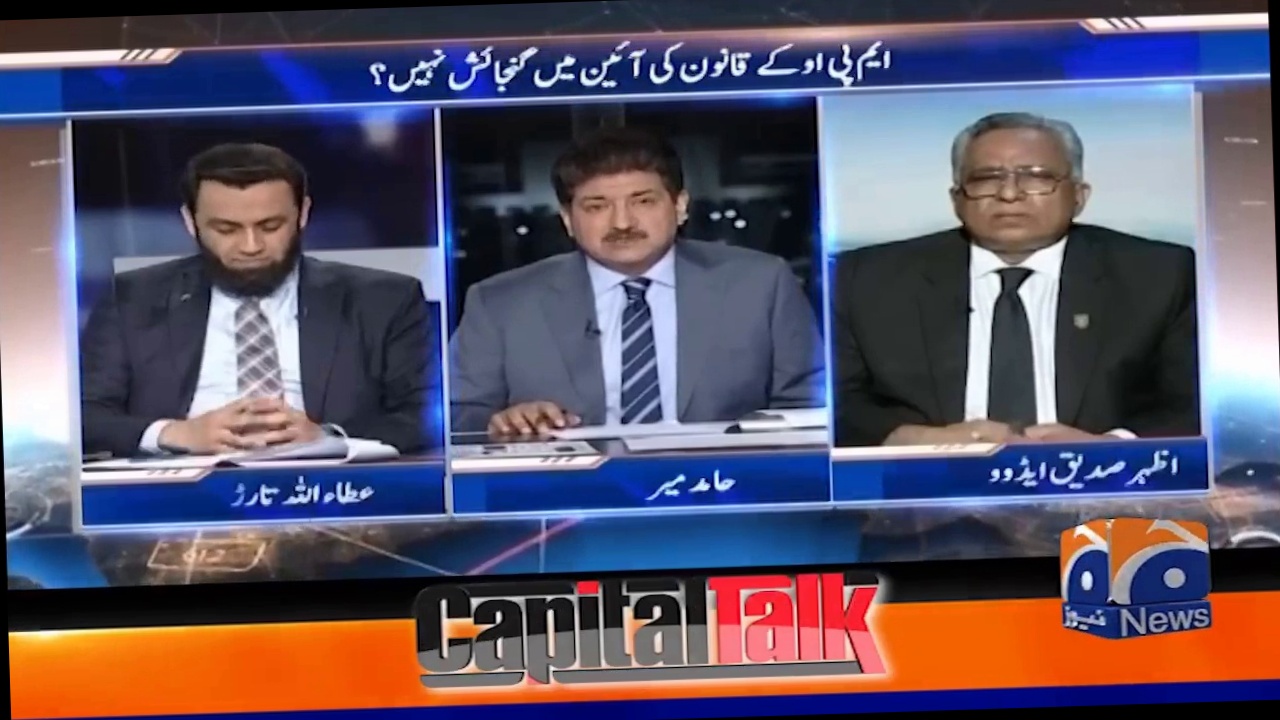 ایم پی او کے قانون کی آئین میں گنجائش نہیں؟
عطاء اللہ تارڑ
حامد میر
اظہر صدیق ایڈوو
Capital Talk
جیو
نیوز News